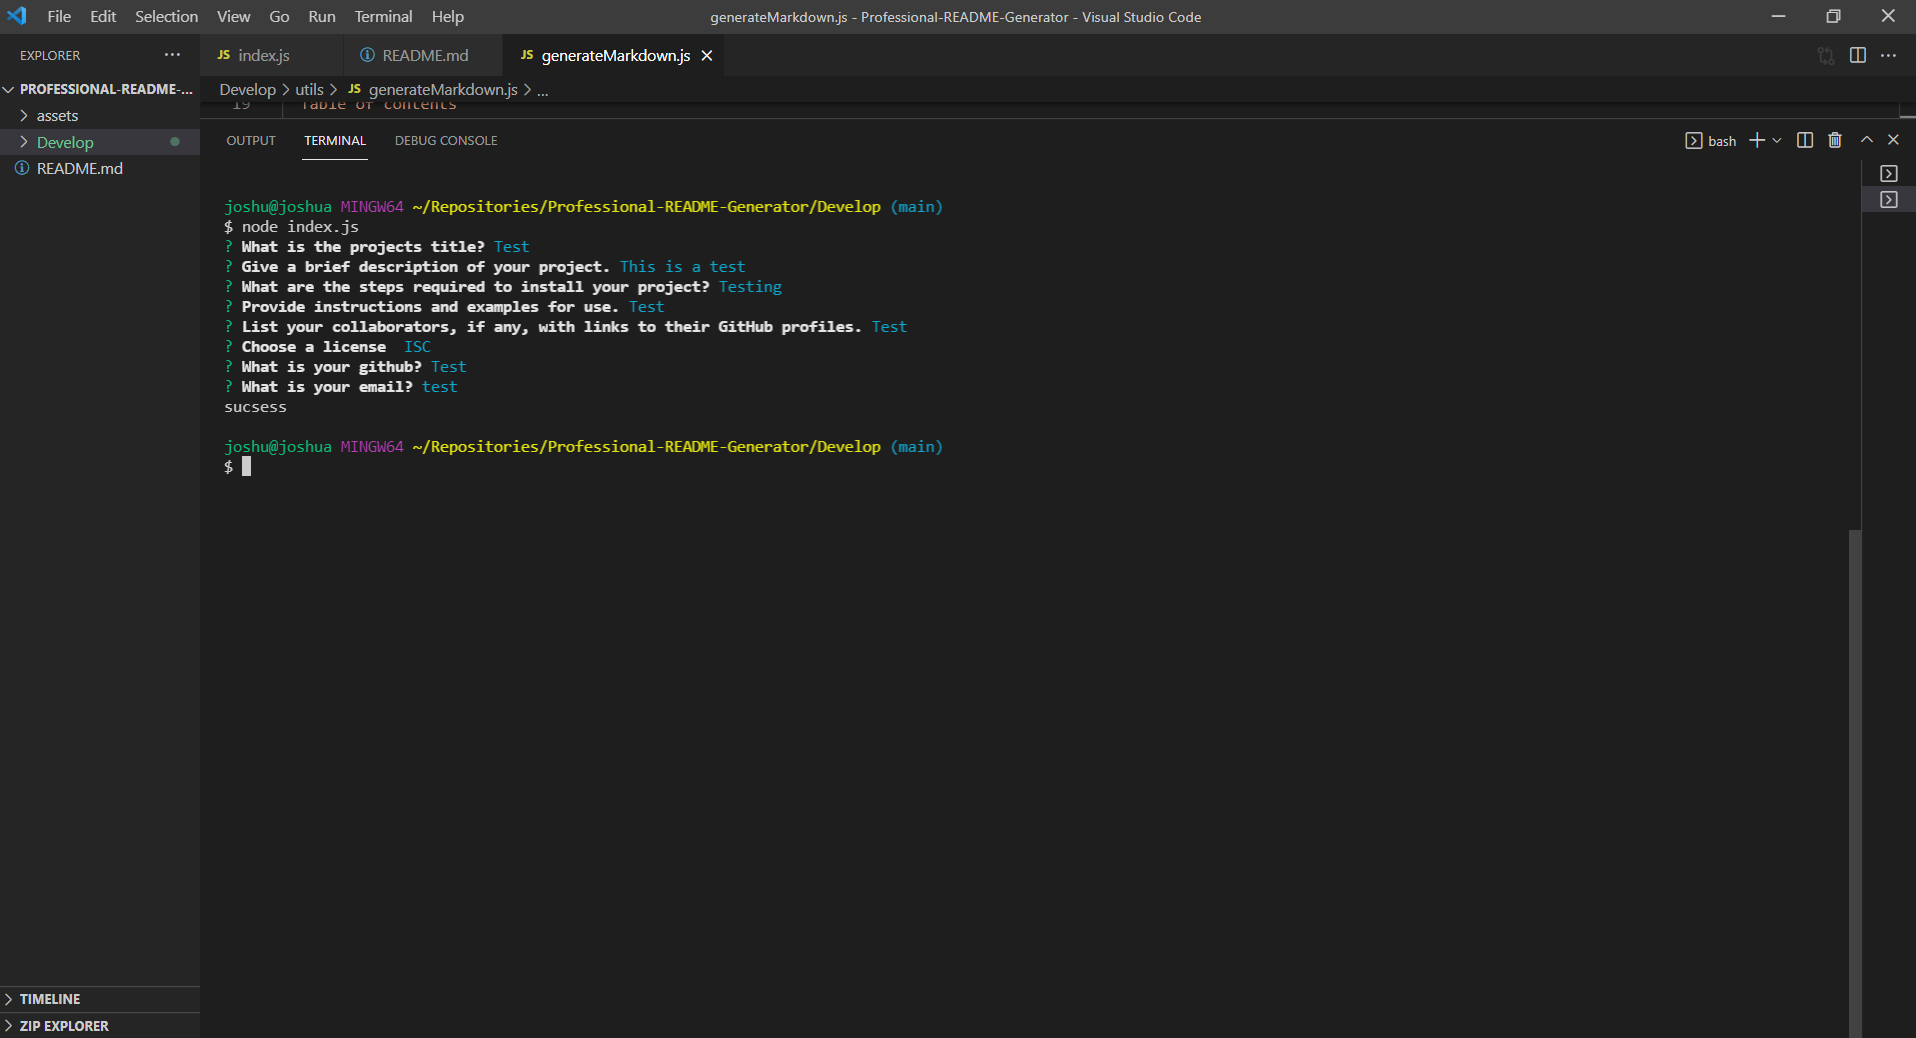 File Edit Selection View Go Run Terminal Help
generateMarkdown.js - Professional-README-Generator - Visual Studio Code
EXPLORER ···
JS index.js
README.md
JS generateMarkdown.js
PROFESSIONAL-README-...
Develop > utils > JS generateMarkdown.js > ...
assets
19 Table of contents
Develop
OUTPUT TERMINAL DEBUG CONSOLE
bash
README.md
joshu@joshua MINGW64 ~/Repositories/Professional-README-Generator/Develop (main)
$ node index.js
? What is the projects title? Test
? Give a brief description of your project. This is a test
? What are the steps required to install your project? Testing
? Provide instructions and examples for use. Test
? List your collaborators, if any, with links to their GitHub profiles. Test
? Choose a license  ISC
? What is your github? Test
? What is your email? test
sucsess
joshu@joshua MINGW64 ~/Repositories/Professional-README-Generator/Develop (main)
$
TIMELINE
ZIP EXPLORER